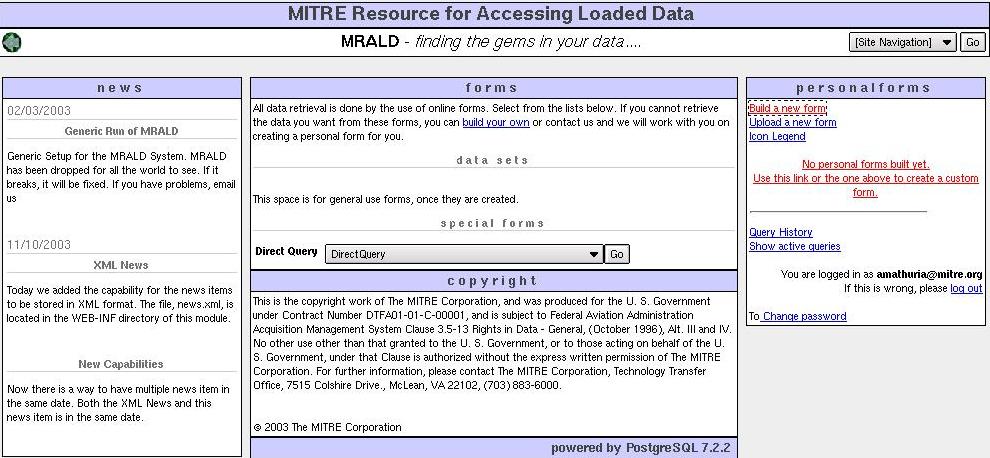 MITRE Resource for Accessing Loaded Data
MRALD - finding the gems in your data....
[Site Navigation]
Go
news
02/03/2003
Generic Run of MRALD
Generic Setup for the MRALD System. MRALD
has been dropped for all the world to see. If it
breaks, it will be fixed. If you have problems, email
us
11/10/2003
XML News
Today we added the capability for the news items
to be stored in XML format. The file, news.xml, is
located in the WEB-INF directory of this module.
New Capabilities
Now there is a way to have multiple news item in
the same date. Both the XML News and this
news item is in the same date.
forms
All data retrieval is done by the use of online forms. Select from the lists below. If you cannot retrieve
the data you want from these forms, you can build your own or contact us and we will work with you on
creating a personal form for you.
data sets
This space is for general use forms, once they are created.
special forms
Direct Query
DirectQuery
Go
copyright
This is the copyright work of The MITRE Corporation, and was produced for the U. S. Government
under Contract Number DTFA01-01-C-00001, and is subject to Federal Aviation Administration
Acquisition Management System Clause 3.5-13 Rights in Data - General, (October 1996), Alt. III and IV.
No other use other than that granted to the U. S. Government, or to those acting on behalf of the U.
S. Government, under that Clause is authorized without the express written permission of The MITRE
Corporation. For further information, please contact The MITRE Corporation, Technology Transfer
Office, 7515 Colshire Drive., McLean, VA 22102, (703) 883-6000.
© 2003 The MITRE Corporation
powered by PostgreSQL 7.2.2
personalforms
Build a new form
Upload a new form
Icon Legend
No personal forms built yet.
Use this link or the one above to create a custom
form.
Query History
Show active queries
You are logged in as amathuria@mitre.org
If this is wrong, please log out
To Change password